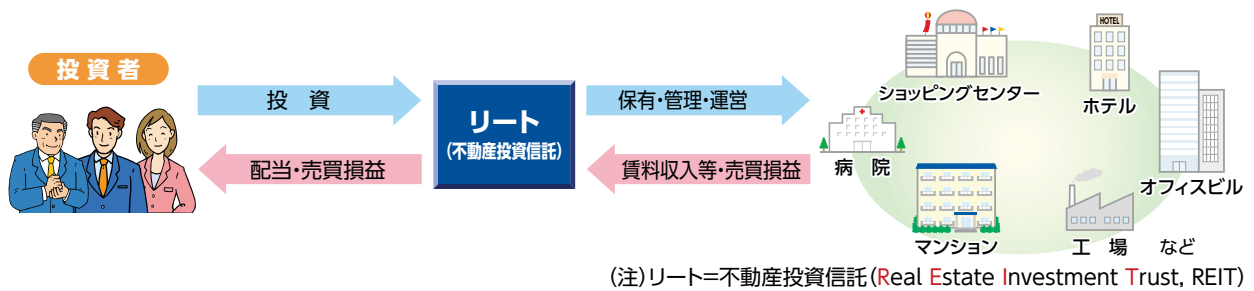 投資者
投 資
配当・売買損益
リート
(不動産投資信託)
保有・管理・運営
賃料収入等・売買損益
ショッピングセンター
HOTEL
ホテル
病 院
オフィスビル
マンション
工 場 など
(注)リート=不動産投資信託(Real Estate Investment Trust, REIT)